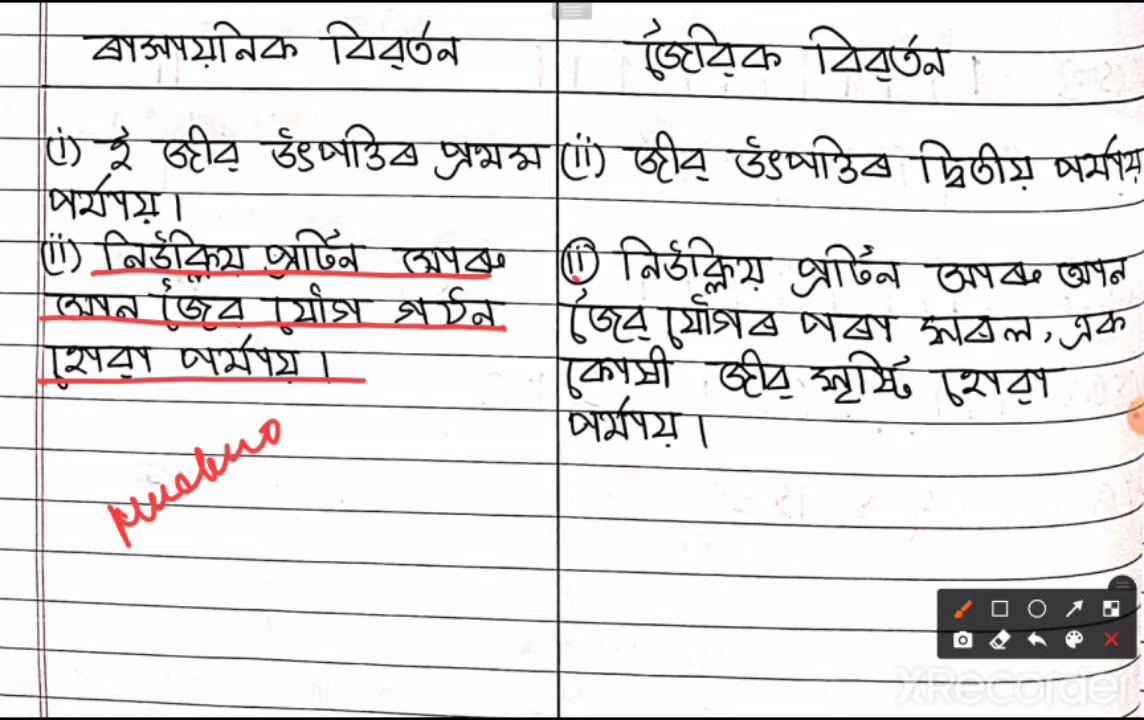 ৰাসায়নিক বিৱৰ্তন
জৈৱিক বিৱৰ্তন
(i) ই জীৱ উৎপত্তিৰ প্ৰথম
পৰ্যায়।
(ii) নিউক্লিয় প্ৰটিন আৰু
আন জৈৱ যৌগ গঠন
হোৱা পৰ্যায়।
(ii) জীৱ উৎপত্তিৰ দ্বিতীয় পৰ্যায়
(ii) নিউক্লিয় প্ৰটিন আৰু আন
জৈৱ যৌগৰ পৰা সৰল, এক
কোষী জীৱ সৃষ্টি হোৱা
পৰ্যায়।
XRecorder